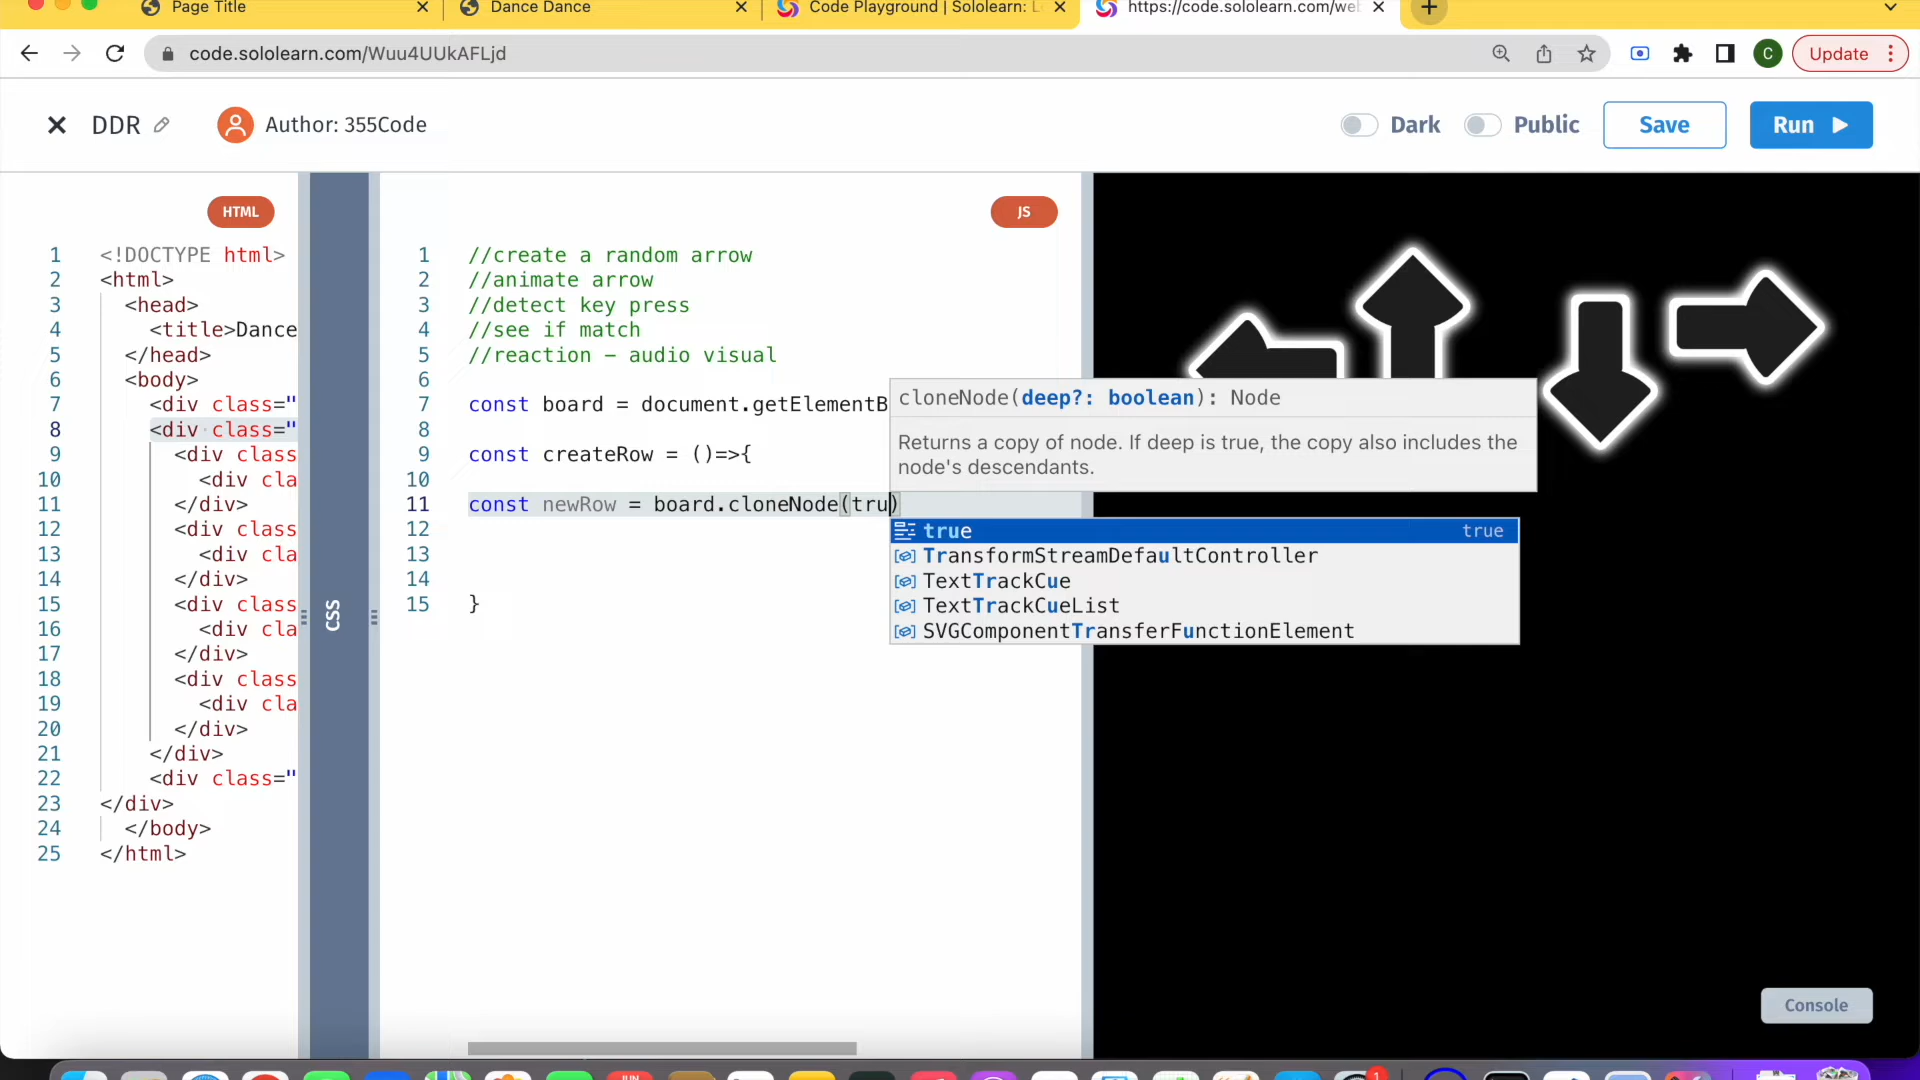 Page Title
Dance Dance
Code Playground | Sololearn: L
https://code.sololearn.com/we
code.sololearn.com/Wuu4UUkAFLjd
C
Update
DDR
Author: 355Code
Dark
Public
Save
Run
HTML
1 <!DOCTYPE html>
2 <html>
3 <head>
4 <title>Dance
5 </head>
6 <body>
7 <div class="
8 <div class="
9 <div class
10 <div cla
11 </div>
12 <div class
13 <div cla
14 </div>
15 <div class
16 <div cla
17 </div>
18 <div class
19 <div cla
20 </div>
21 </div>
22 <div class="
23 </div>
24 </body>
25 </html>
CSS
JS
1 //create a random arrow
2 //animate arrow
3 //detect key press
4 //see if match
5 //reaction – audio visual
6
7 const board = document.getElementB
8
9 const createRow = ()=>{
10
11 const newRow = board.cloneNode(tru)
12
13
14
15 }
cloneNode(deep?: boolean): Node
Returns a copy of node. If deep is true, the copy also includes the
node's descendants.
true true
TransformStreamDefaultController
TextTrackCue
TextTrackCueList
SVGComponentTransferFunctionElement
Console
JUN
1